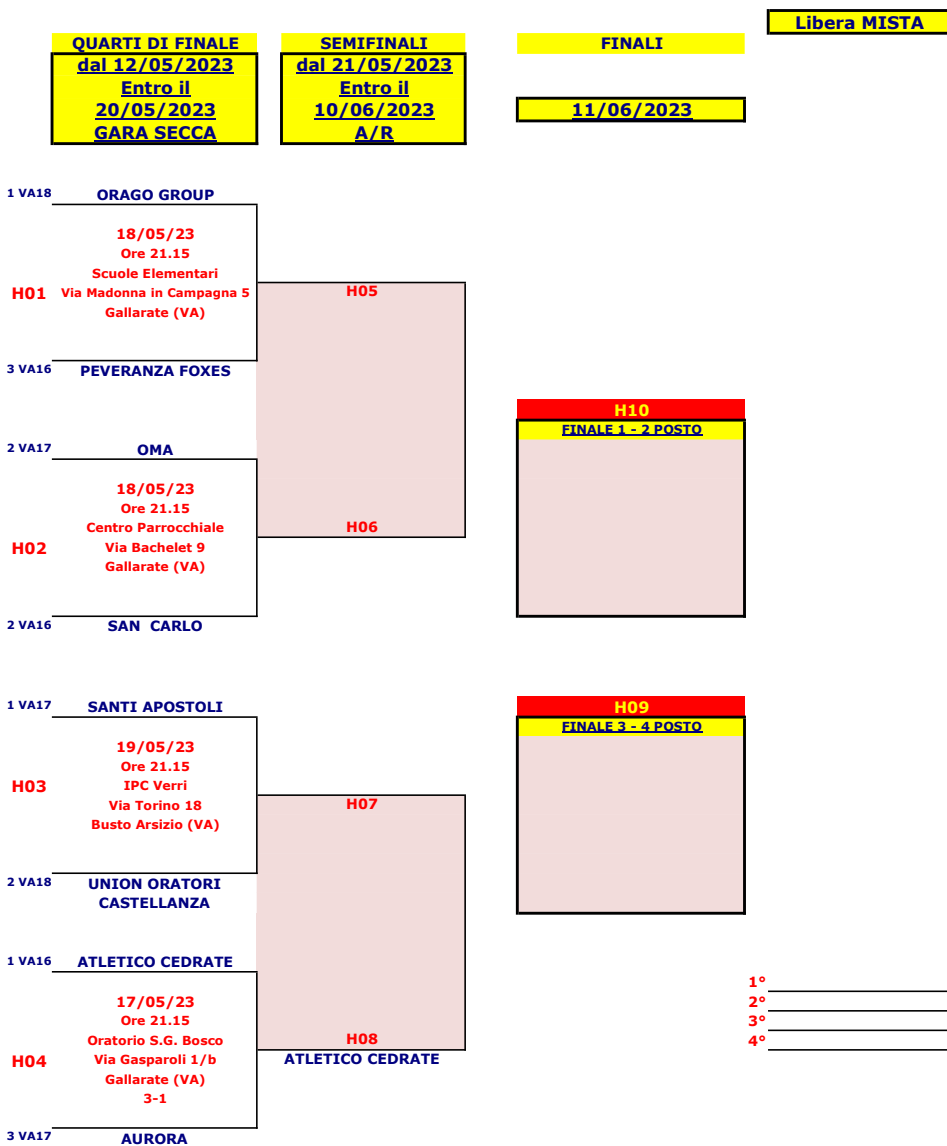 Libera MISTA
QUARTI DI FINALE
dal 12/05/2023
Entro il
20/05/2023
GARA SECCA
SEMIFINALI
dal 21/05/2023
Entro il
10/06/2023
A/R
FINALI
11/06/2023
1 VA18 ORAGO GROUP
18/05/23
Ore 21.15
Scuole Elementari
H01 Via Madonna in Campagna 5
Gallarate (VA)
3 VA16 PEVERANZA FOXES
H05
2 VA17 OMA
18/05/23
Ore 21.15
Centro Parrocchiale
H02 Via Bachelet 9
Gallarate (VA)
2 VA16 SAN CARLO
H06
H10
FINALE 1 - 2 POSTO
1 VA17 SANTI APOSTOLI
19/05/23
Ore 21.15
H03 IPC Verri
Via Torino 18
Busto Arsizio (VA)
2 VA18 UNION ORATORI
CASTELLANZA
H07
H09
FINALE 3 - 4 POSTO
1 VA16 ATLETICO CEDRATE
17/05/23
Ore 21.15
Oratorio S.G. Bosco
H04 Via Gasparoli 1/b
Gallarate (VA)
3-1
3 VA17 AURORA
H08
ATLETICO CEDRATE
1°
2°
3°
4°